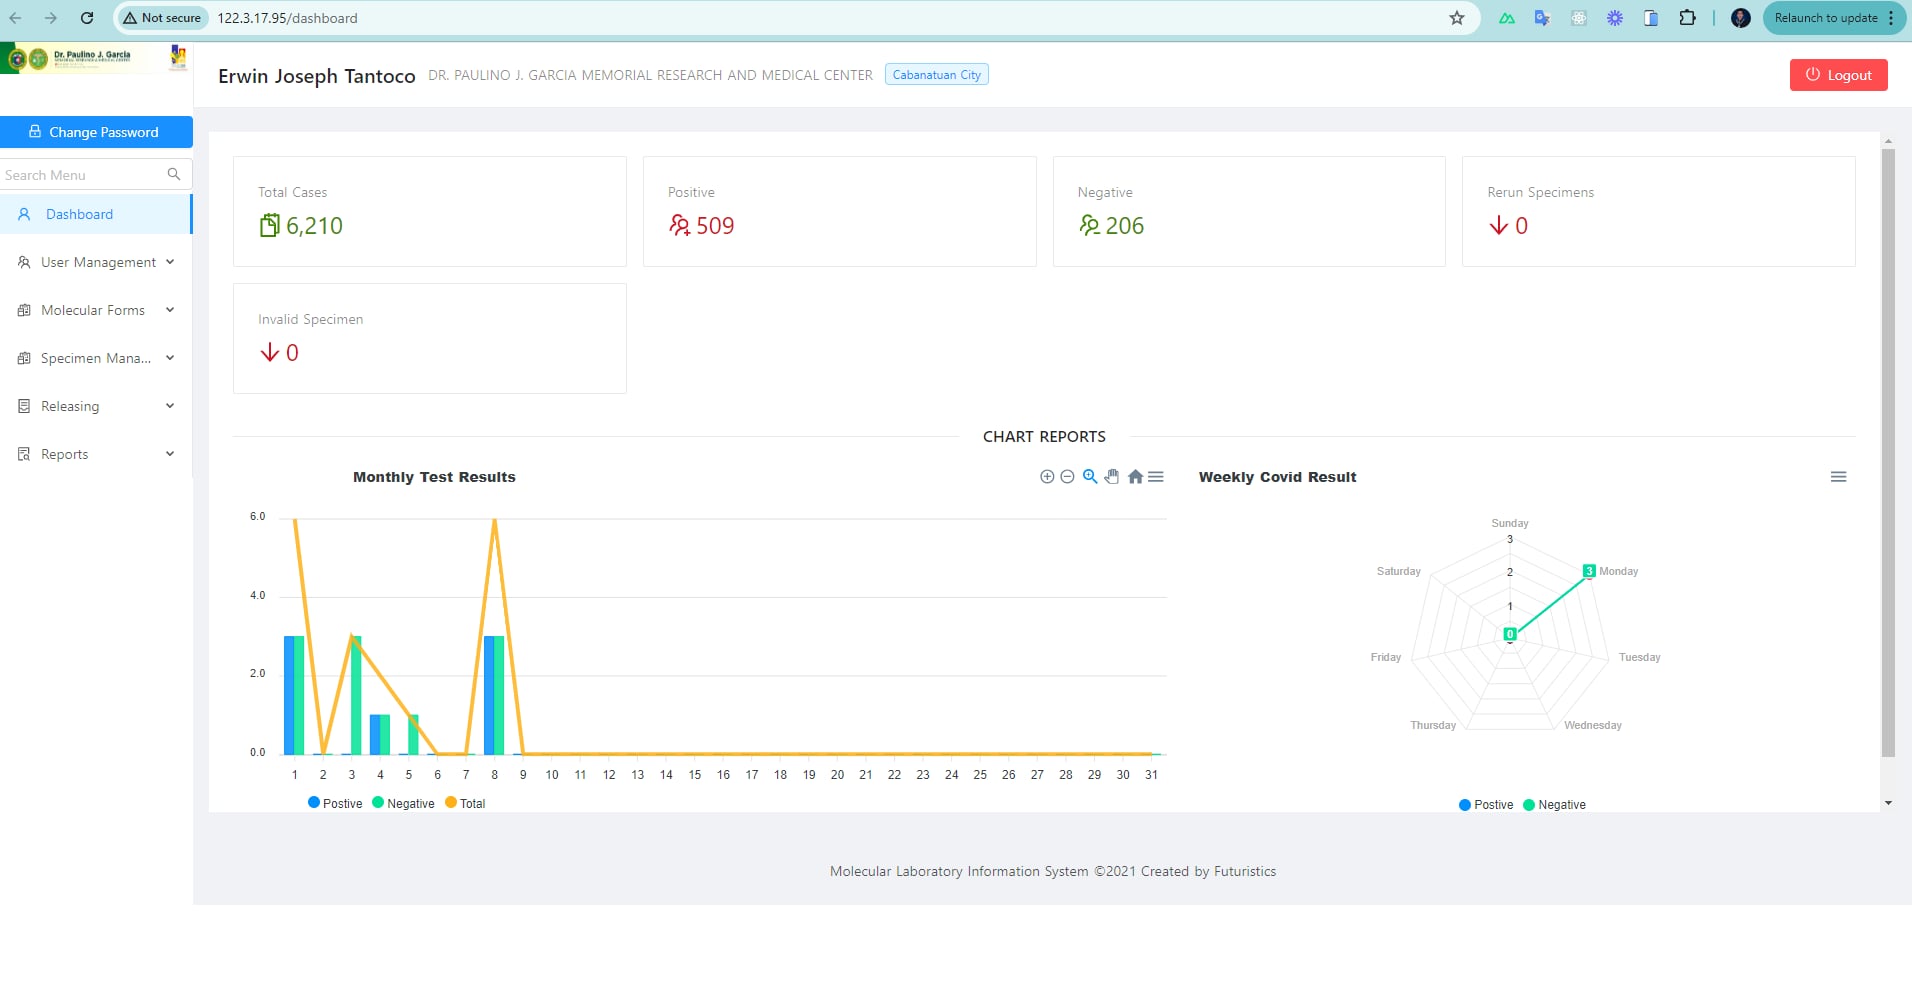 Not secure 122.3.17.95/dashboard
Relaunch to update
Dr. Paulino J. Garcia
Erwin Joseph Tantoco DR. PAULINO J. GARCIA MEMORIAL RESEARCH AND MEDICAL CENTER Cabanatuan City
Logout
Change Password
Search Menu
Dashboard
User Management
Molecular Forms
Specimen Mana...
Releasing
Reports
Total Cases
6,210
Positive
509
Negative
206
Rerun Specimens
0
Invalid Specimen
0
CHART REPORTS
Monthly Test Results
6.0
4.0
2.0
0.0
1 2 3 4 5 6 7 8 9 10 11 12 13 14 15 16 17 18 19 20 21 22 23 24 25 26 27 28 29 30 31
Postive Negative Total
Weekly Covid Result
Sunday
3
Saturday
2
3 Monday
1
0
Friday
Tuesday
Thursday
Wednesday
Postive Negative
Molecular Laboratory Information System ©2021 Created by Futuristics